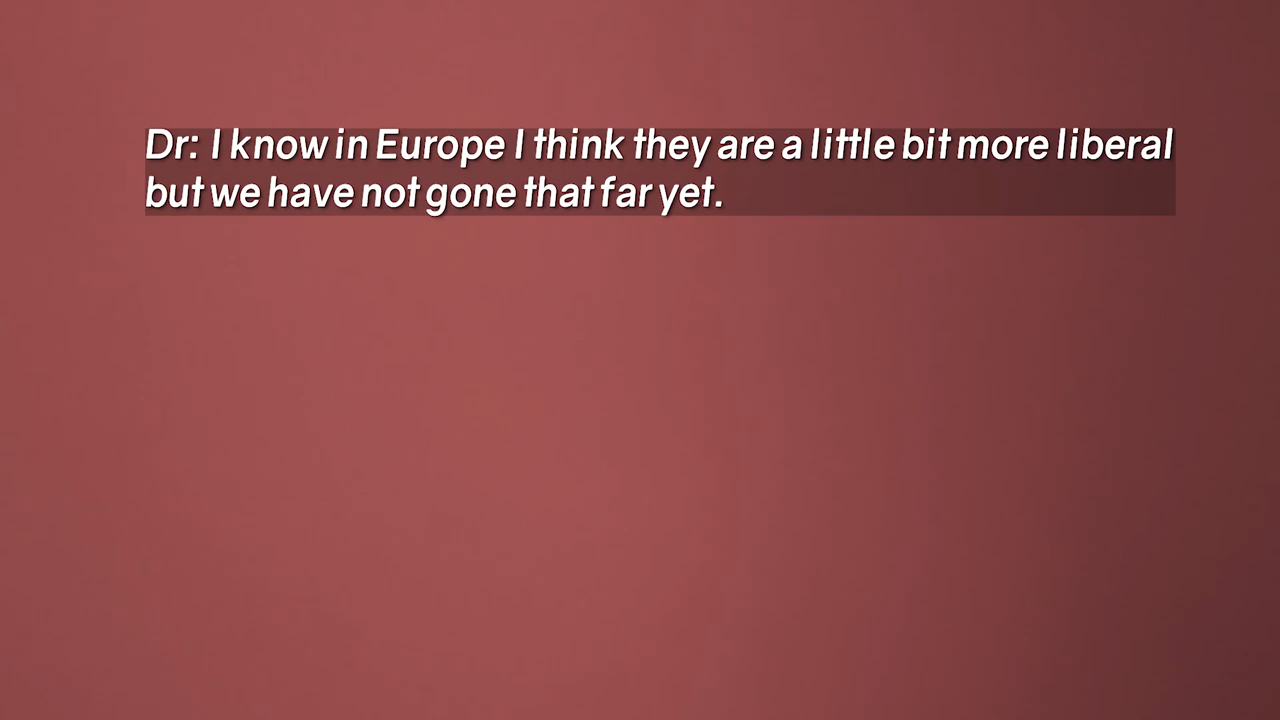 Dr: I know in Europe I think they are a little bit more liberal
but we have not gone that far yet.